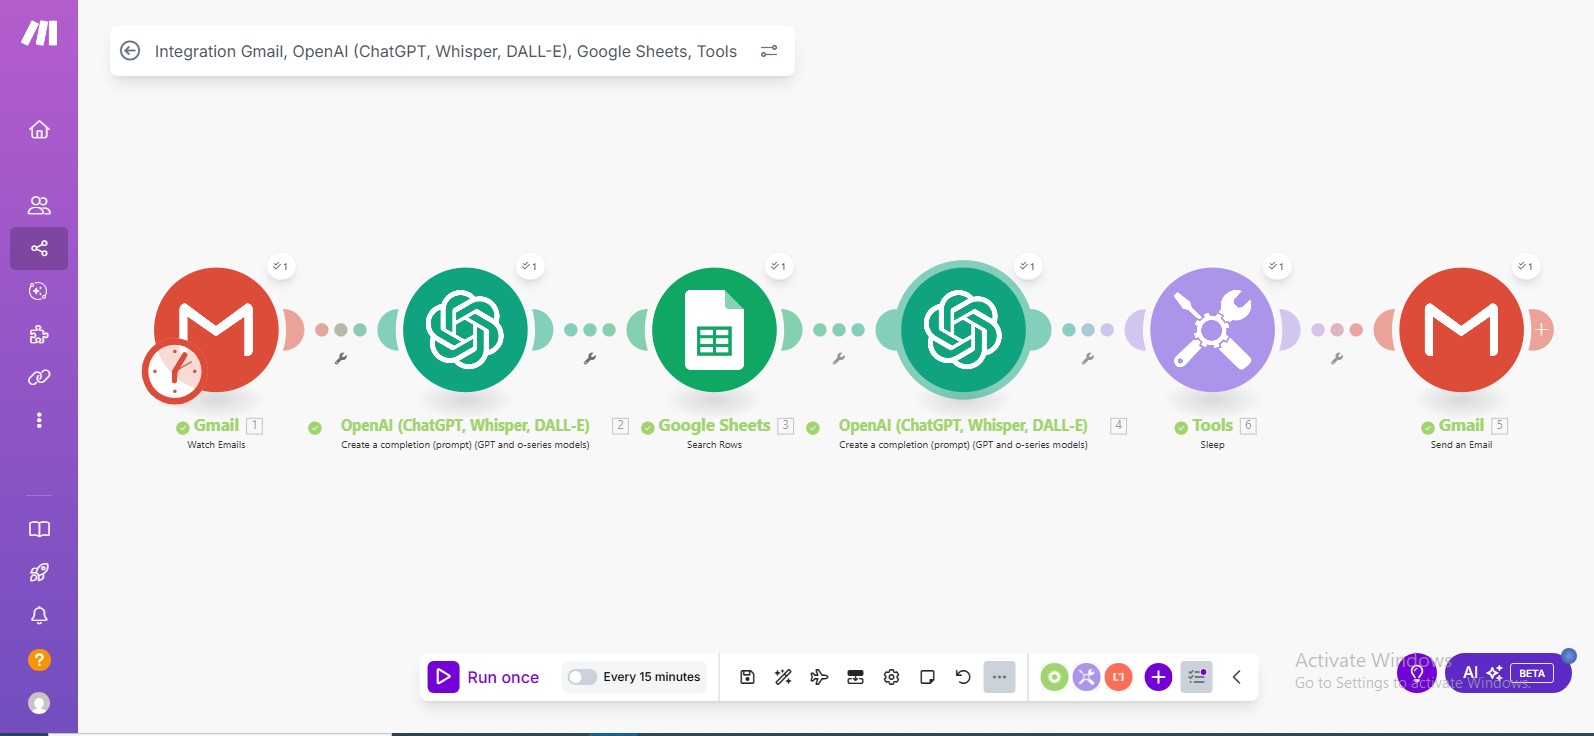 Integration Gmail, OpenAI (ChatGPT, Whisper, DALL-E), Google Sheets, Tools
1
1
1
1
1
1
Gmail 1
Watch Emails
OpenAI (ChatGPT, Whisper, DALL-E) 2
Create a completion (prompt) (GPT and o-series models)
Google Sheets 3
Search Rows
OpenAI (ChatGPT, Whisper, DALL-E) 4
Create a completion (prompt) (GPT and o-series models)
Tools 6
Sleep
Gmail 5
Send an Email
?
Run once
Every 15 minutes
Activate Windows
Go to Settings to activate Windows.
AI BETA